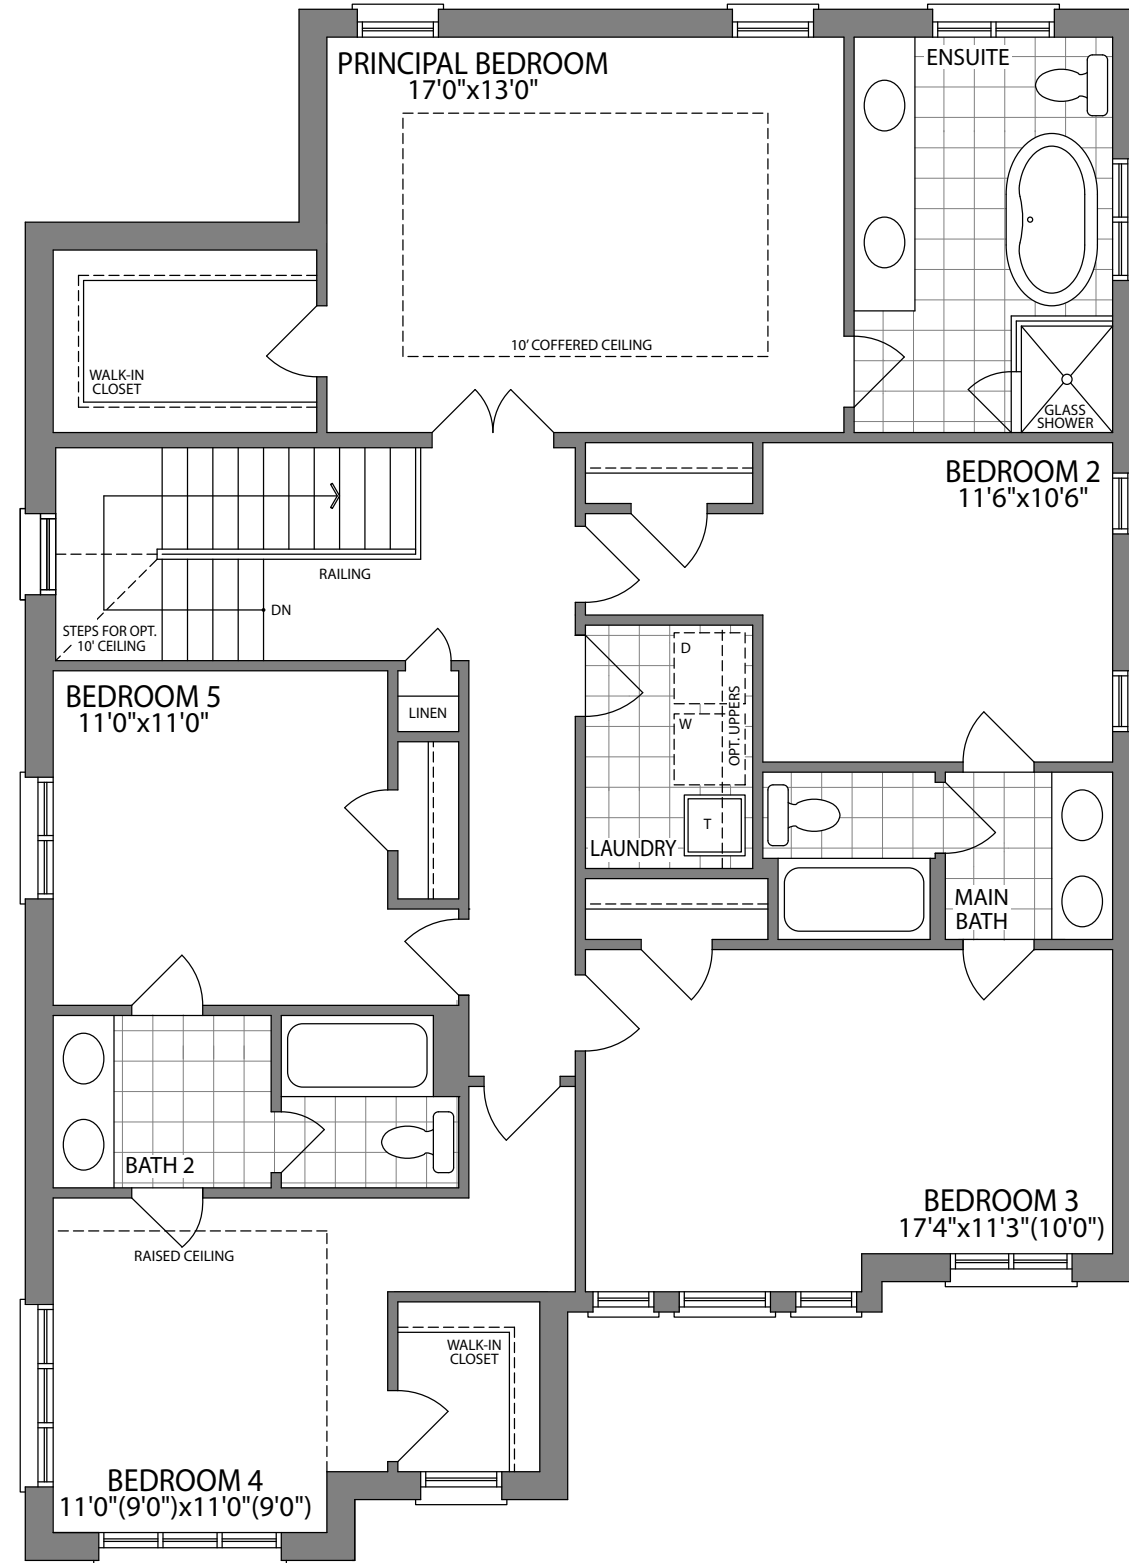 PRINCIPAL BEDROOM
17'0"x13'0"
ENSUITE
10' COFFERED CEILING
WALK-IN
CLOSET
GLASS
SHOWER
BEDROOM 2
11'6"x10'6"
RAILING
DN
STEPS FOR OPT.
10' CEILING
BEDROOM 5
11'0"x11'0"
LINEN
D
W
OPT. UPPERS
T
LAUNDRY
MAIN
BATH
BATH 2
BEDROOM 3
17'4"x11'3"(10'0")
RAISED CEILING
WALK-IN
CLOSET
BEDROOM 4
11'0"(9'0")x11'0"(9'0")